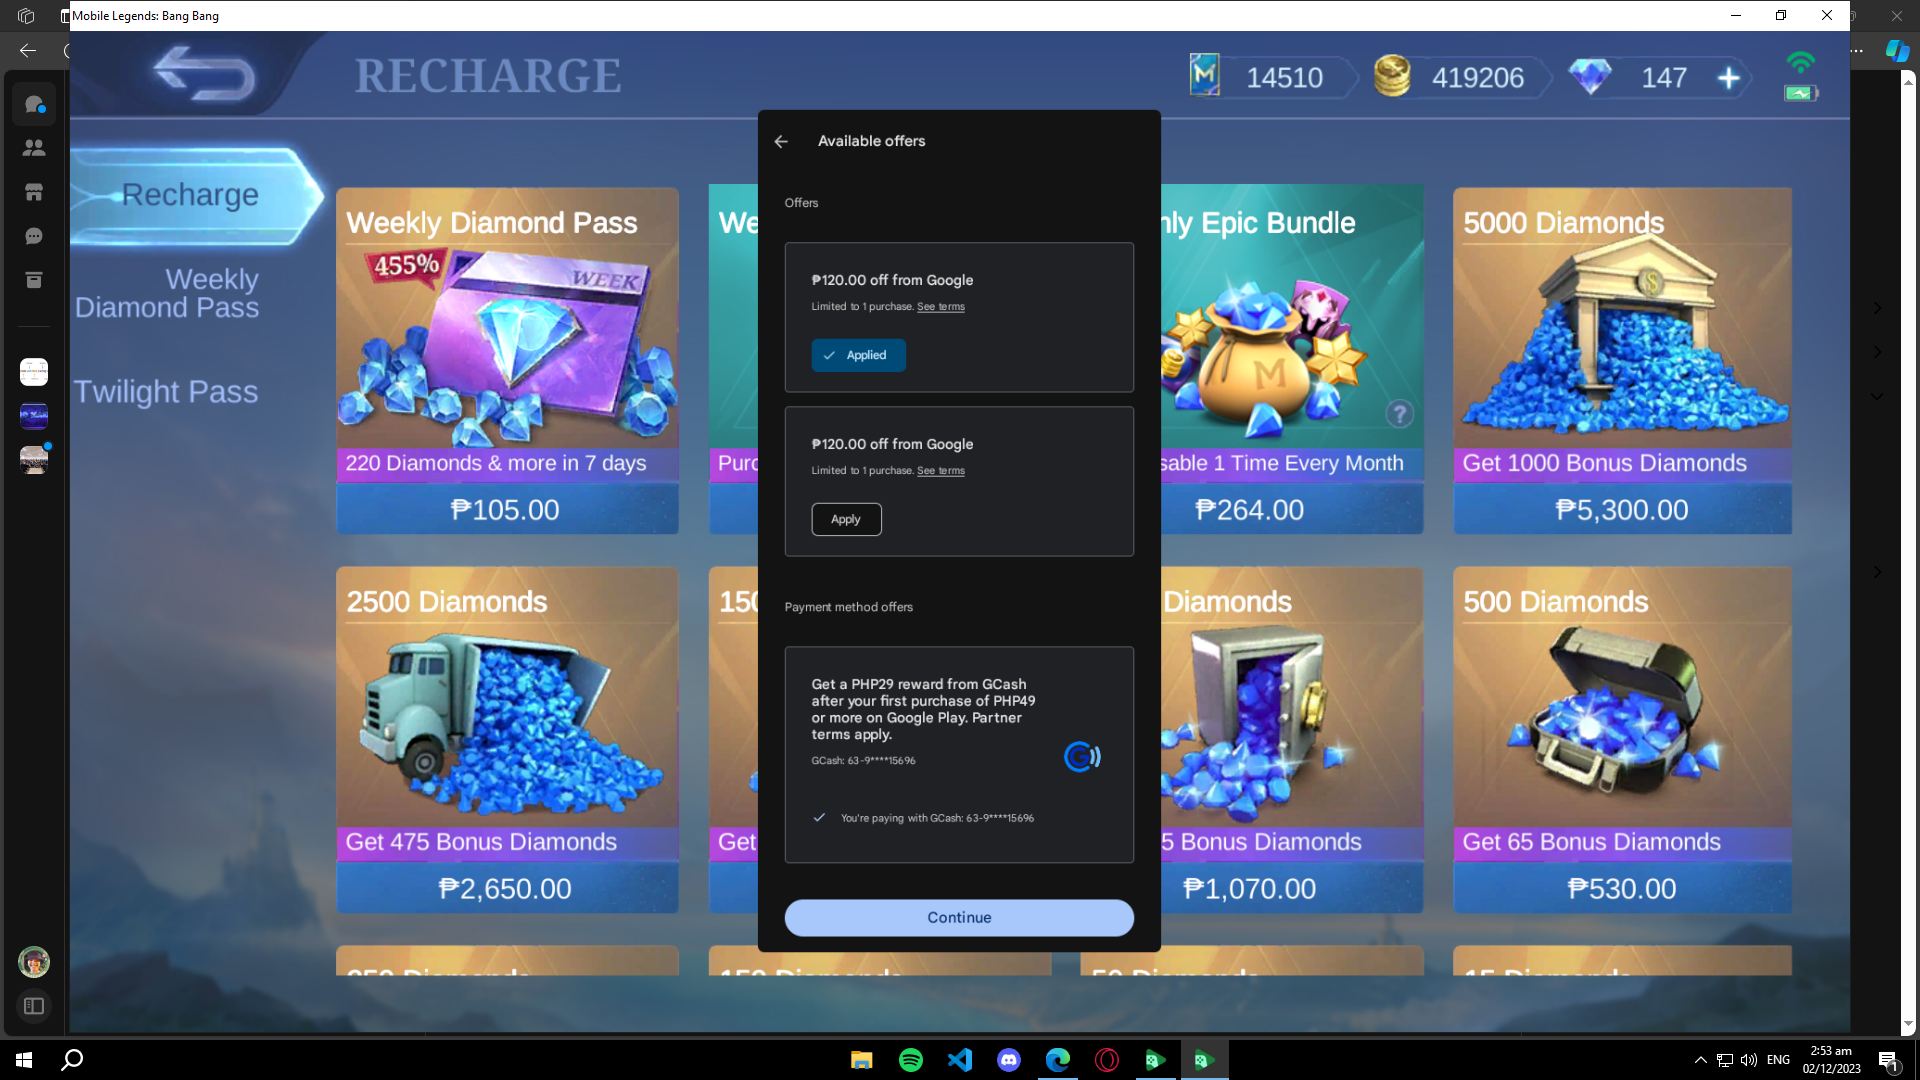 Mobile Legends: Bang Bang
RECHARGE
14510
419206
147
Recharge
Weekly
Diamond Pass
Twilight Pass
Weekly Diamond Pass
455%
WEEK
220 Diamonds & more in 7 days
₱105.00
Epic Bundle
M
?
1 Time Every Month
₱264.00
5000 Diamonds
Get 1000 Bonus Diamonds
₱5,300.00
2500 Diamonds
Get 475 Bonus Diamonds
₱2,650.00
Get
Diamonds
5 Bonus Diamonds
₱1,070.00
500 Diamonds
Get 65 Bonus Diamonds
₱530.00
Available offers
Offers
₱120.00 off from Google
Limited to 1 purchase. See terms
Applied
₱120.00 off from Google
Limited to 1 purchase. See terms
Apply
Payment method offers
Get a PHP29 reward from GCash
after your first purchase of PHP49
or more on Google Play. Partner
terms apply.
GCash: 63-9****15696
You're paying with GCash: 63-9****15696
Continue
ENG
2:53 am
02/12/2023
1